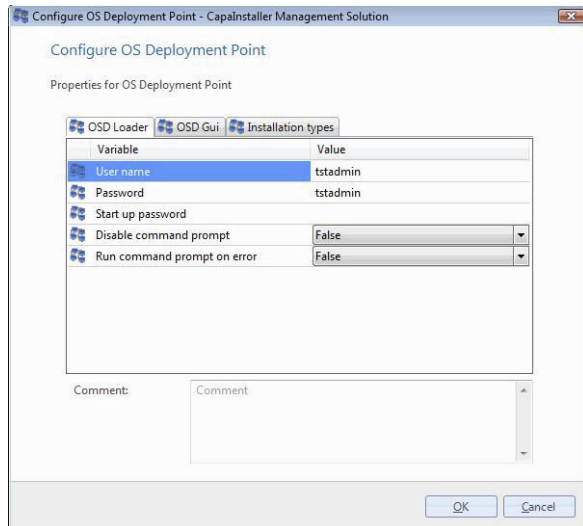 Configure OS Deployment Point - CapaInstaller Management Solution
Configure OS Deployment Point
Properties for OS Deployment Point
OSD Loader OSD Gui Installation types
Variable Value
User name tstadmin
Password tstadmin
Start up password
Disable command prompt False
Run command prompt on error False
Comment: Comment
OK Cancel